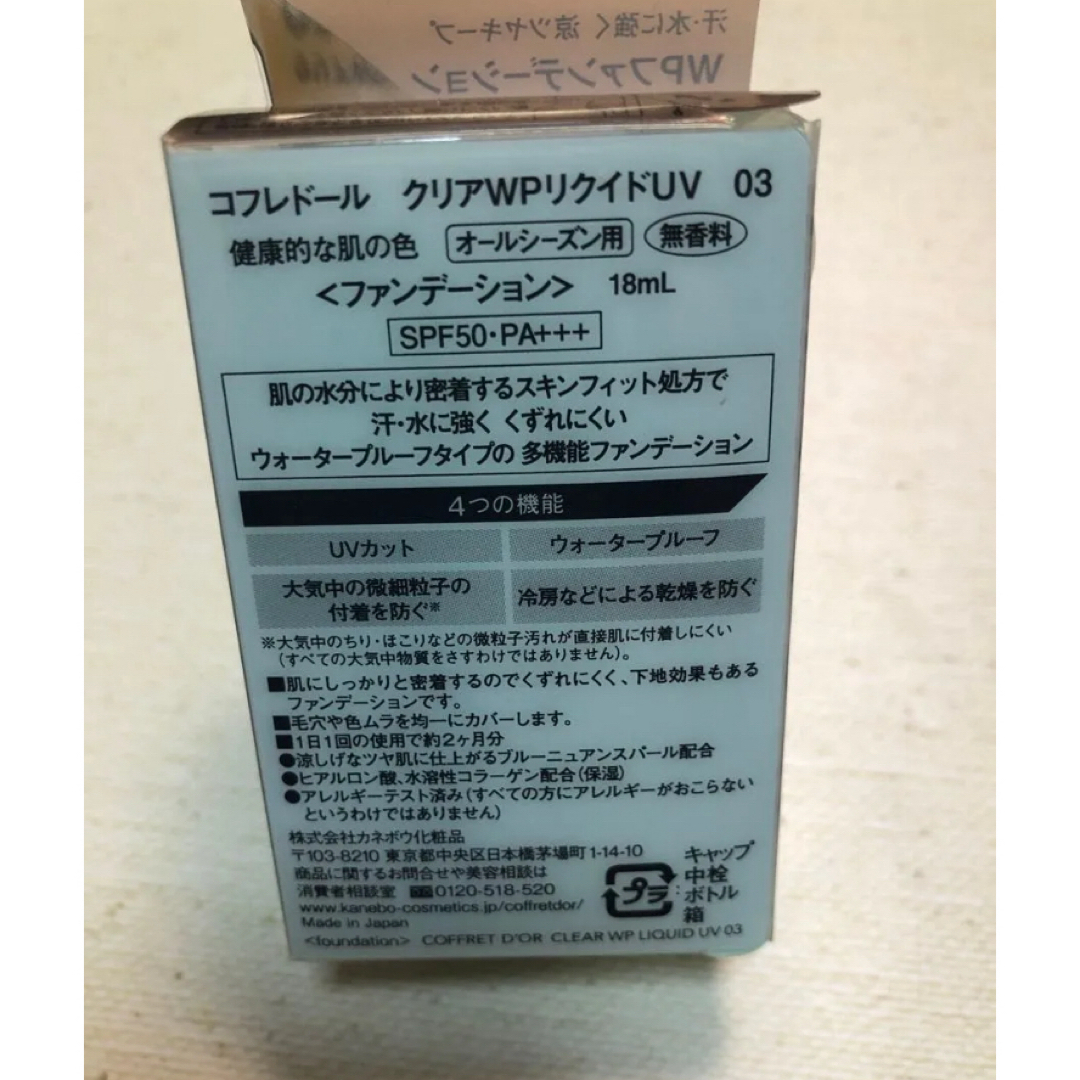 汗・水に強く 涼ツヤキープ
WPファンデーション
コフレドール クリアWPリクイドUV 03
健康的な肌の色 オールシーズン用 無香料
<ファンデーション> 18mL
SPF50・PA+++
肌の水分により密着するスキンフィット処方で
汗・水に強く くずれにくい
ウォータープルーフタイプの 多機能ファンデーション
4つの機能
UVカット ウォータープルーフ
大気中の微細粒子の
付着を防ぐ※
冷房などによる乾燥を防ぐ
※大気中のちり・ほこりなどの微粒子汚れが直接肌に付着しにくい
(すべての大気中物質をさすわけではありません)。
■肌にしっかりと密着するのでくずれにくく、下地効果もある
ファンデーションです。
■毛穴や色ムラを均一にカバーします。
■1日1回の使用で約2ヶ月分
●涼しげなツヤ肌に仕上がるブルーニュアンスパール配合
●ヒアルロン酸、水溶性コラーゲン配合(保湿)
●アレルギーテスト済み(すべての方にアレルギーがおこらない
というわけではありません)
株式会社カネボウ化粧品
〒103-8210 東京都中央区日本橋茅場町1-14-10
商品に関するお問合せや美容相談は
消費者相談室 0120-518-520
www.kanebo-cosmetics.jp/coffretdor/
Made in Japan
<foundation> COFFRET D'OR CLEAR WP LIQUID UV 03
プラ:
キャップ
中栓
ボトル
箱